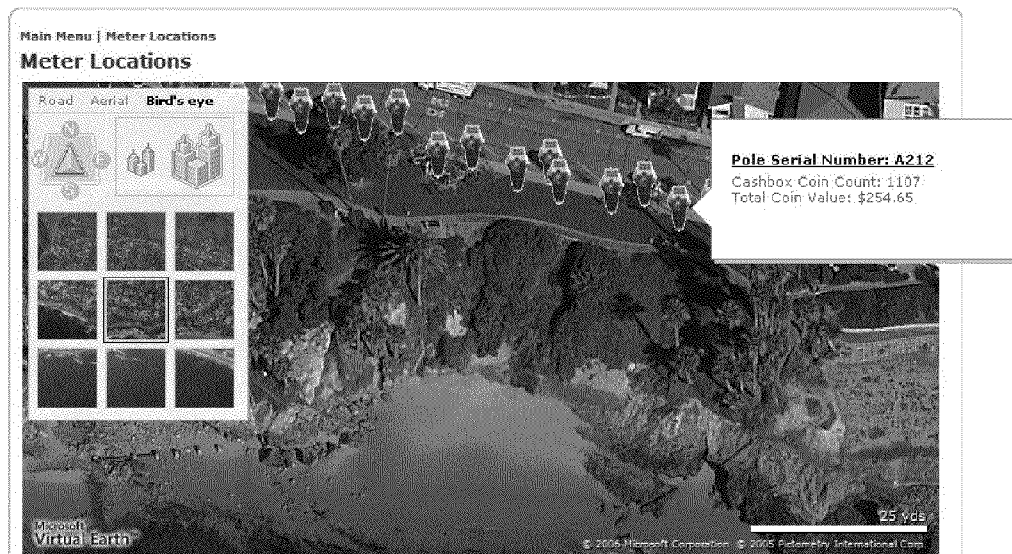 Main Menu | Meter Locations
Meter Locations
Road Aerial Bird's eye
N
W E
S
Pole Serial Number: A212
Cashbox Coin Count: 1107
Total Coin Value: $254.65
25 yds
Microsoft
Virtual Earth
© 2006 Microsoft Corporation © 2005 Pictometry International Corp